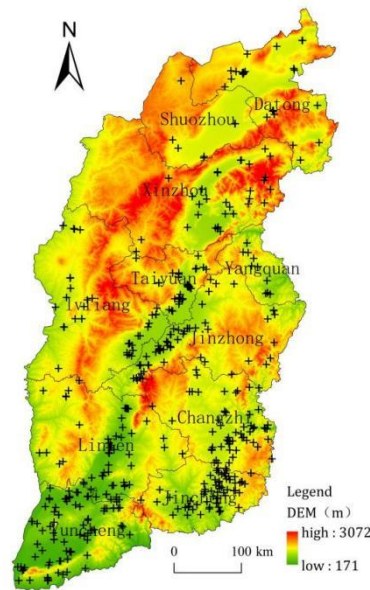 N
Datong
Shuozhou
Xinzhou
Yangquan
Taiyuan
Lvliang
Jinzhong
Changzhi
Linfen
Jincheng
Yuncheng
Legend
DEM（m）
high : 3072
low : 171
0 100 km